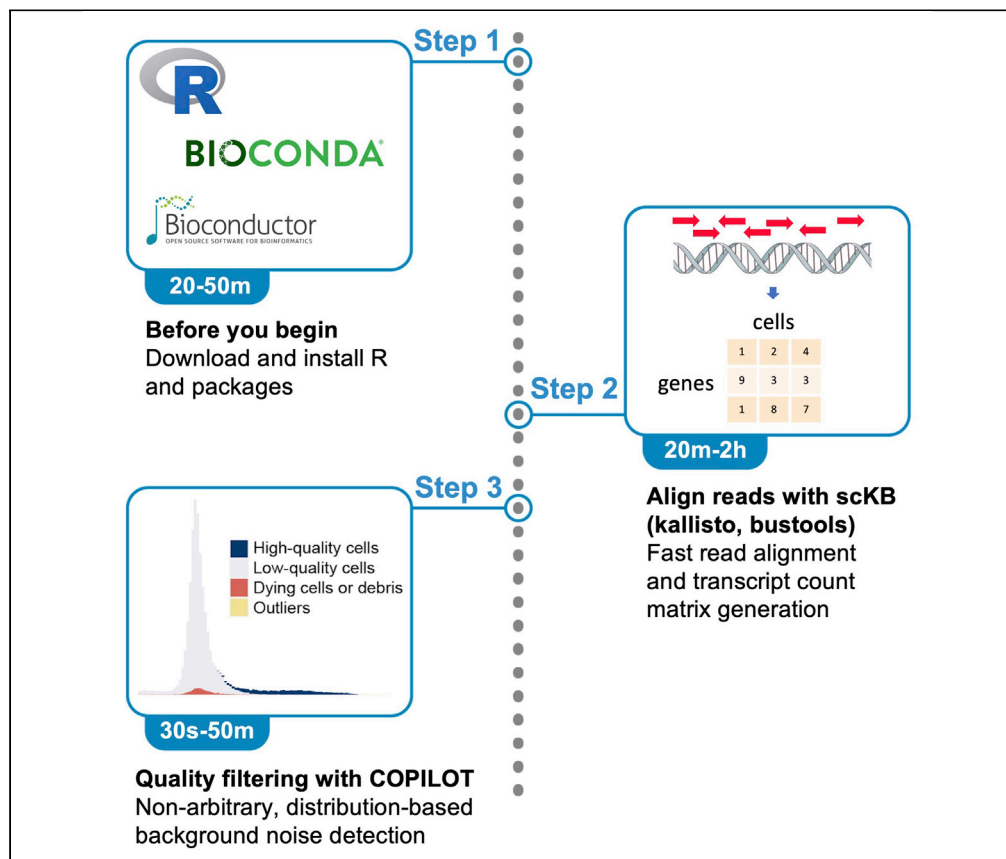 Step 1
R
BIOCONDA®
Bioconductor
OPEN SOURCE SOFTWARE FOR BIOINFORMATICS
20-50m
Before you begin
Download and install R
and packages
Step 2
cells
1 2 4
genes 9 3 3
1 8 7
20m-2h
Align reads with scKB
(kallisto, bustools)
Fast read alignment
and transcript count
matrix generation
Step 3
High-quality cells
Low-quality cells
Dying cells or debris
Outliers
30s-50m
Quality filtering with COPILOT
Non-arbitrary, distribution-based
background noise detection